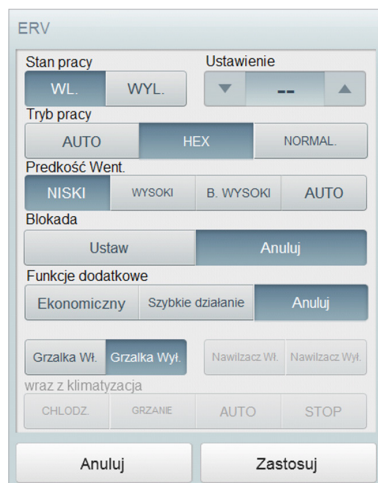 ERV
Stan pracy Ustawienie
WŁ. WYŁ. --
Tryb pracy
AUTO HEX NORMAL.
Predkość Went.
NISKI WYSOKI B. WYSOKI AUTO
Blokada
Ustaw Anuluj
Funkcje dodatkowe
Ekonomiczny Szybkie działanie Anuluj
Grzalka Wł. Grzalka Wył. Nawilzacz Wł. Nawilzacz Wył.
wraz z klimatyzacja
CHLODZ. GRZANIE AUTO STOP
Anuluj Zastosuj